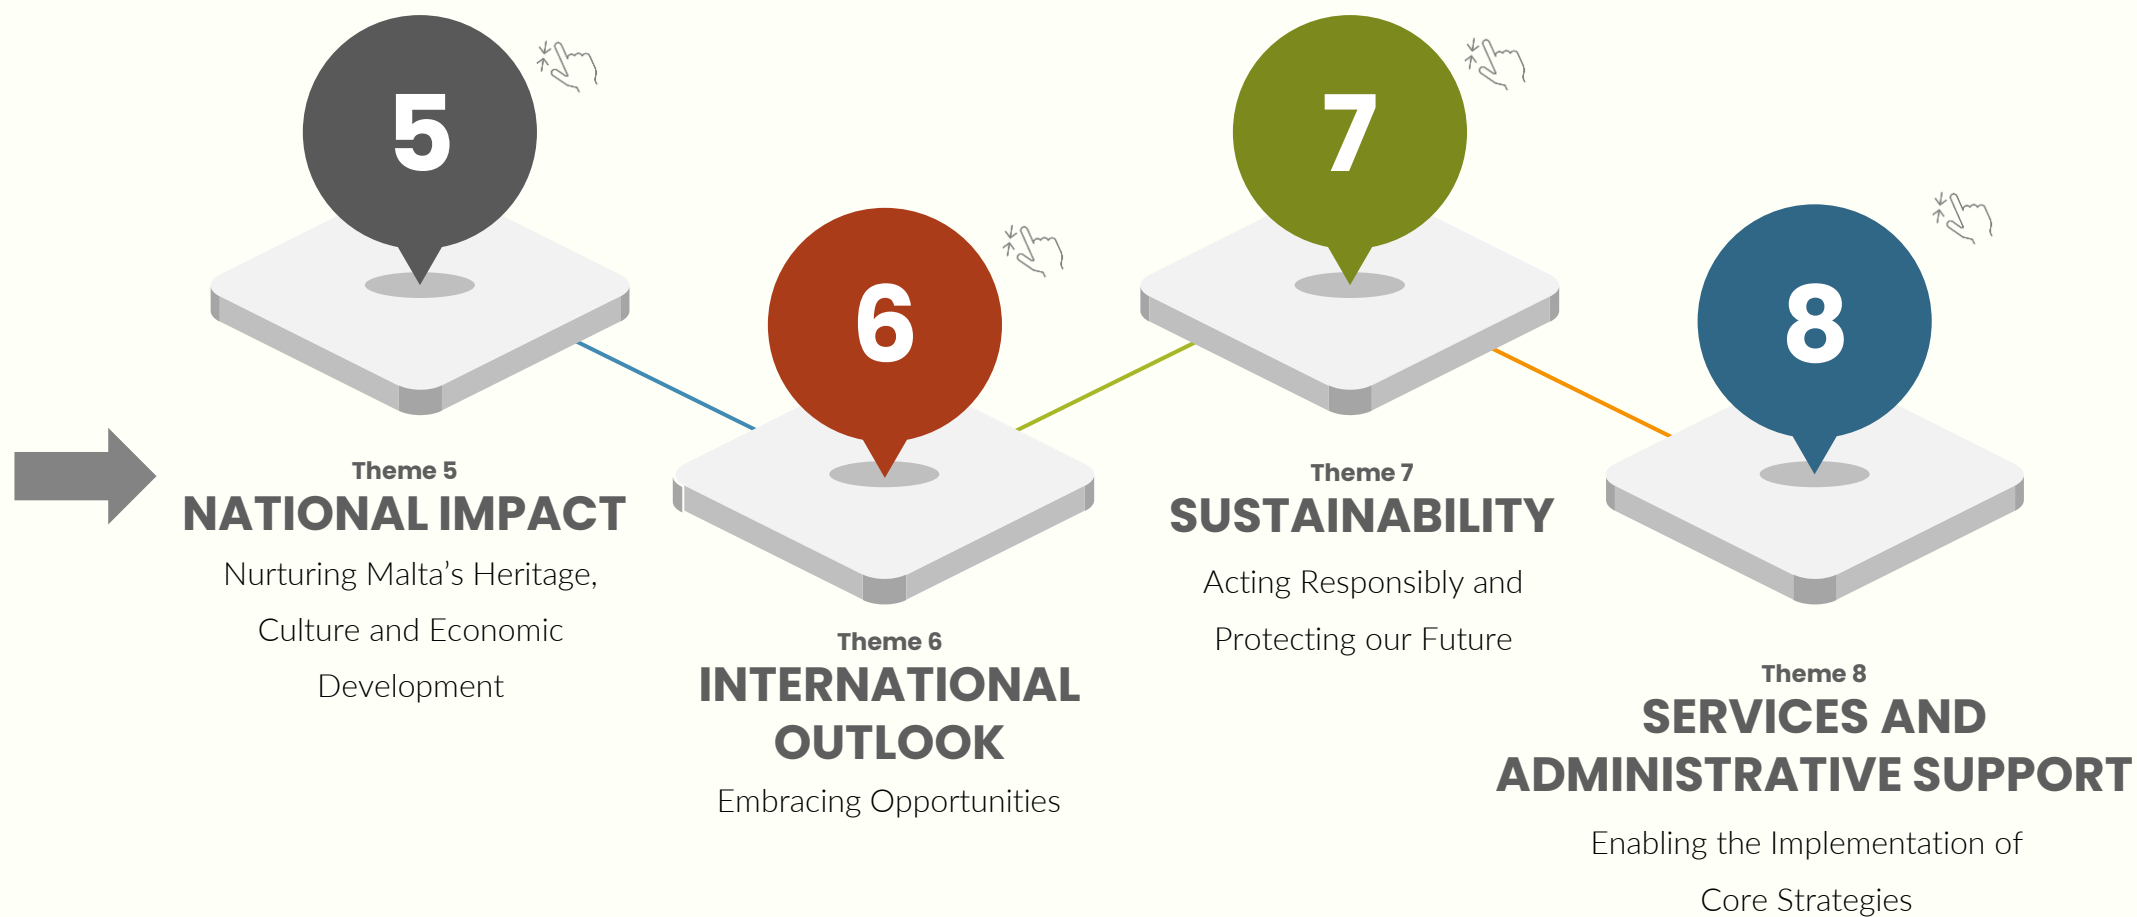 5
Theme 5
NATIONAL IMPACT
Nurturing Malta’s Heritage,
Culture and Economic
Development
6
Theme 6
INTERNATIONAL
OUTLOOK
Embracing Opportunities
7
Theme 7
SUSTAINABILITY
Acting Responsibly and
Protecting our Future
8
Theme 8
SERVICES AND
ADMINISTRATIVE SUPPORT
Enabling the Implementation of
Core Strategies